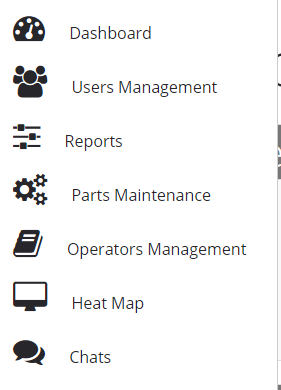 Dashboard
Users Management
Reports
Parts Maintenance
Operators Management
Heat Map
Chats